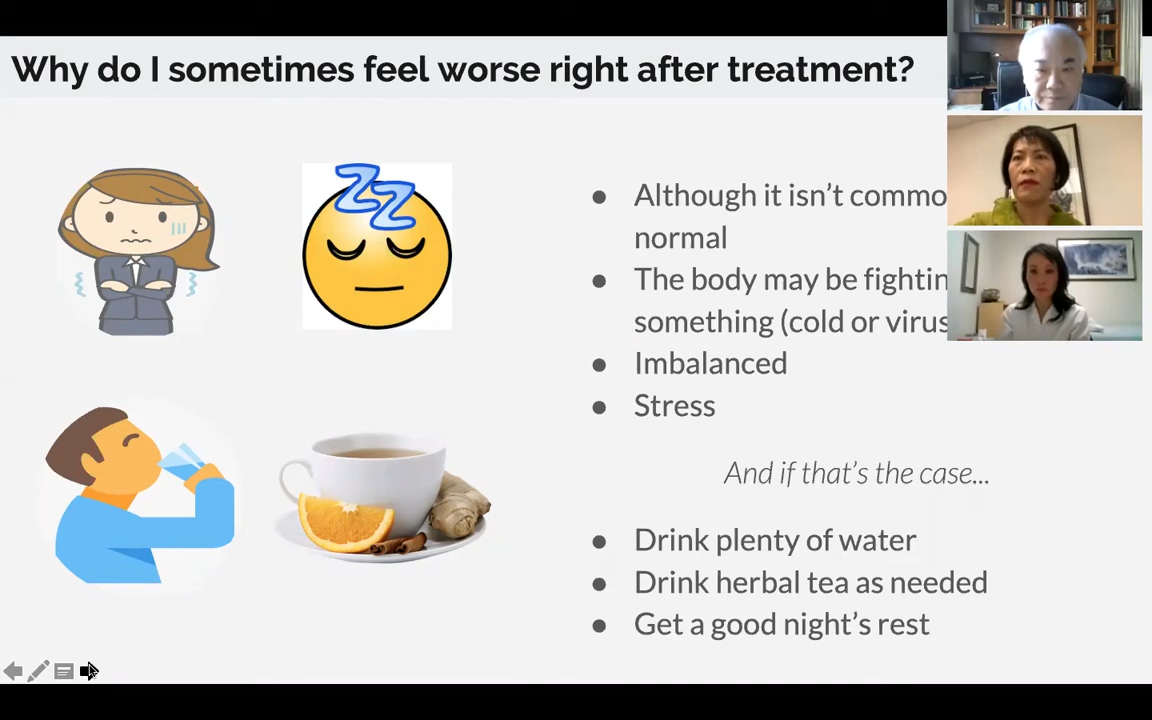 Why do I sometimes feel worse right after treatment?
● Although it isn't commo
normal
● The body may be fightin
something (cold or virus
● Imbalanced
● Stress
And if that's the case...
● Drink plenty of water
● Drink herbal tea as needed
● Get a good night's rest